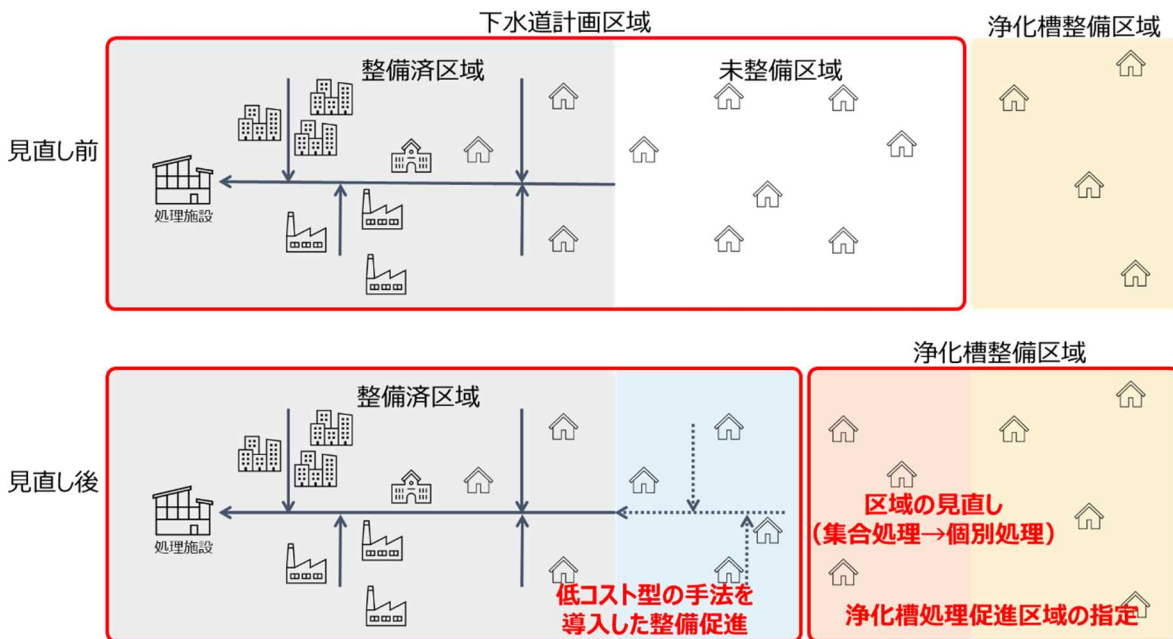 下水道計画区域
浄化槽整備区域
整備済区域
未整備区域
見直し前
処理施設
浄化槽整備区域
整備済区域
見直し後
処理施設
区域の見直し
（集合処理→個別処理）
低コスト型の手法を
導入した整備促進
浄化槽処理促進区域の指定